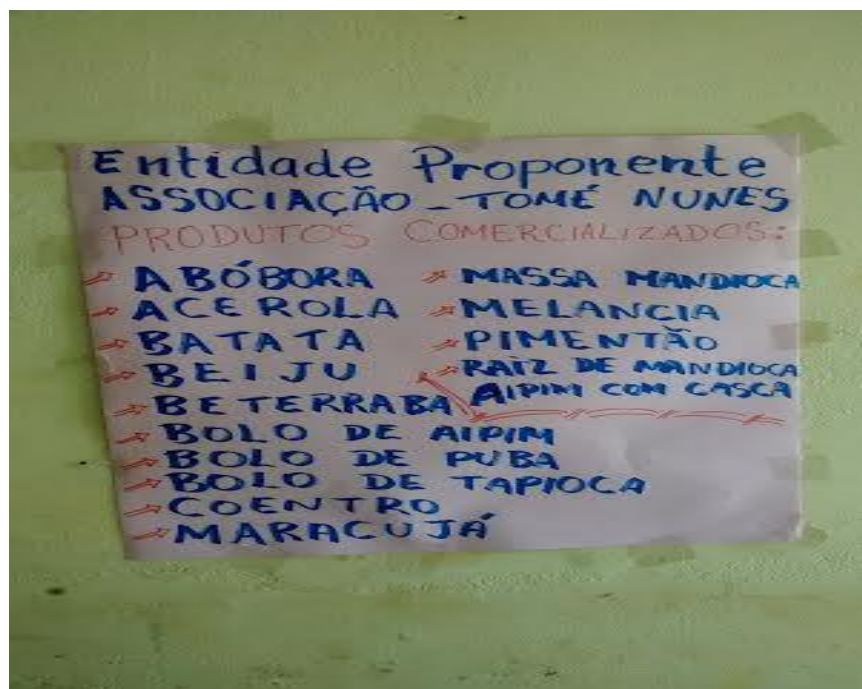 Entidade Proponente
ASSOCIAÇÃO - TOMÉ NUNES
PRODUTOS COMERCIALIZADOS:
ABÓBORA
ACEROLA
BATATA
BEIJU
BETERRABA
BOLO DE AIPIM
BOLO DE PUBA
BOLO DE TAPIOCA
COENTRO
MARACUJÁ
MASSA MANDIOCA
MELANCIA
PIMENTÃO
RAIZ DE MANDIOCA
AIPIM COM CASCA